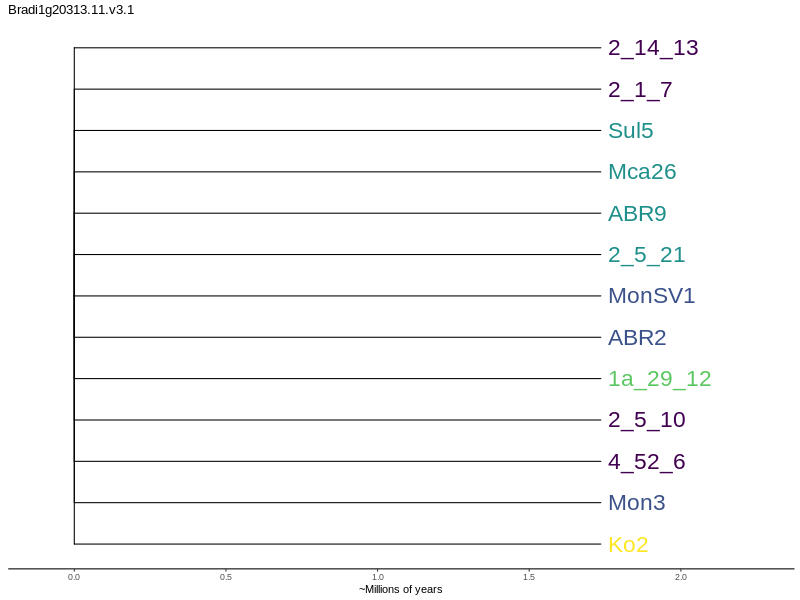 Bradi1g20313.11.v3.1
2_14_13
2_1_7
Sul5
Mca26
ABR9
2_5_21
MonSV1
ABR2
1a_29_12
2_5_10
4_52_6
Mon3
Ko2
0.0 0.5 1.0 1.5 2.0
~Millions of years